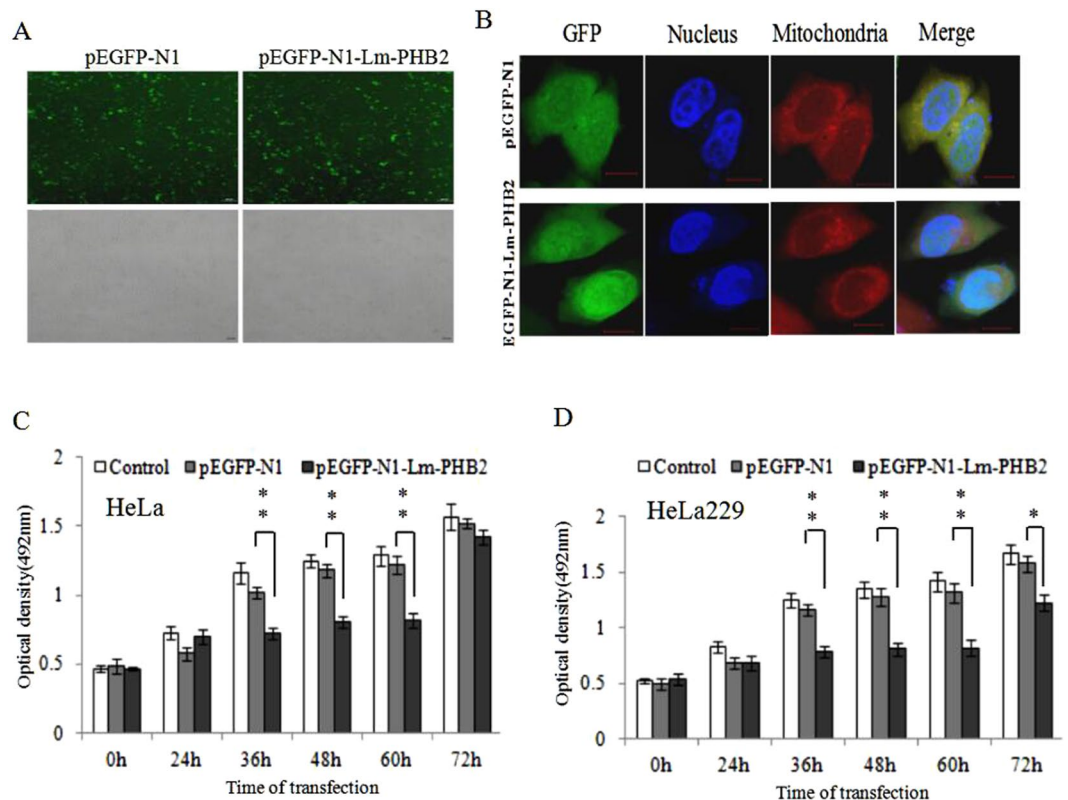 A
pEGFP-N1 pEGFP-N1-Lm-PHB2
B
GFP Nucleus Mitochondria Merge
pEGFP-N1
EGFP-N1-Lm-PHB2
C
Control pEGFP-N1 pEGFP-N1-Lm-PHB2
HeLa
* * *
* * *
Optical density(492nm)
2
1.5
1
0.5
0
0h 24h 36h 48h 60h 72h
Time of transfection
D
Control pEGFP-N1 pEGFP-N1-Lm-PHB2
HeLa229
* * *
* * * *
Optical density(492nm)
2
1.5
1
0.5
0
0h 24h 36h 48h 60h 72h
Time of transfection